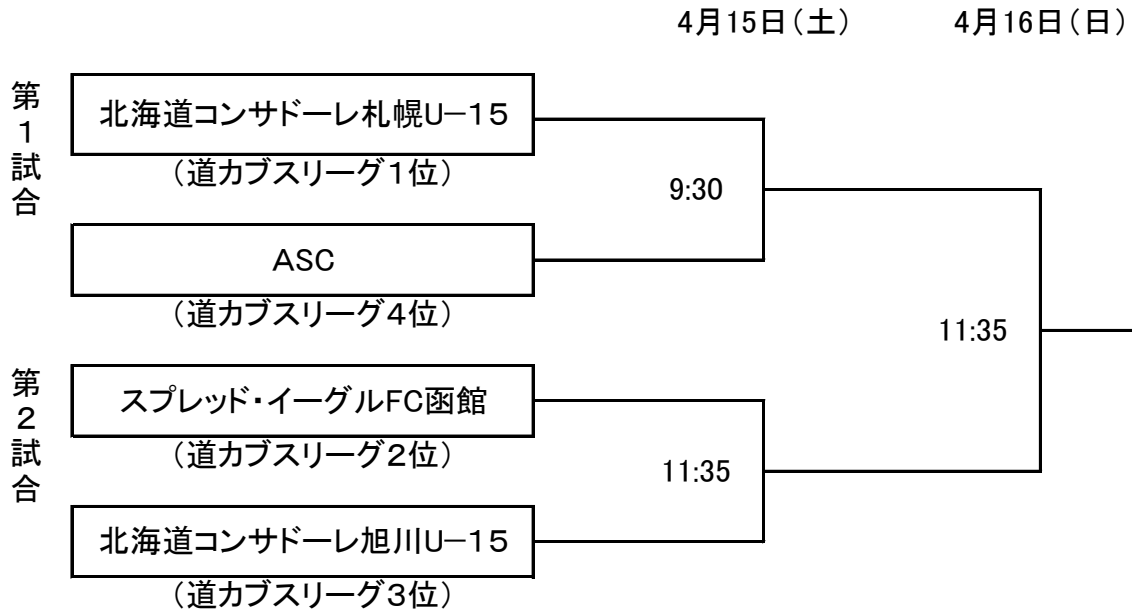 4月15日（土） 4月16日（日）
第1試合
北海道コンサドーレ札幌U－15
（道カブスリーグ1位）
9:30
ASC
（道カブスリーグ4位）
11:35
第2試合
スプレッド・イーグルFC函館
（道カブスリーグ2位）
11:35
北海道コンサドーレ旭川U－15
（道カブスリーグ3位）